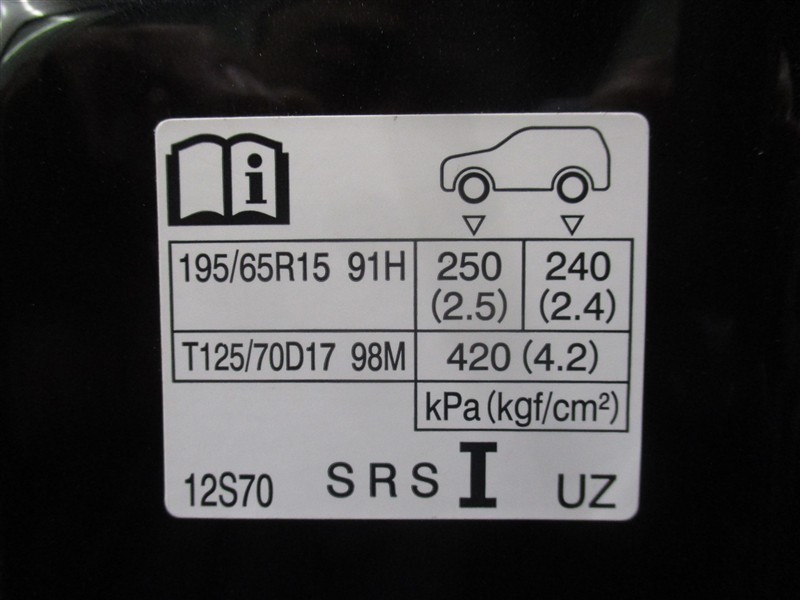 i
195/65R15 91H 250 240
(2.5) (2.4)
T125/70D17 98M 420 (4.2)
kPa (kgf/cm²)
12S70 SRS I UZ